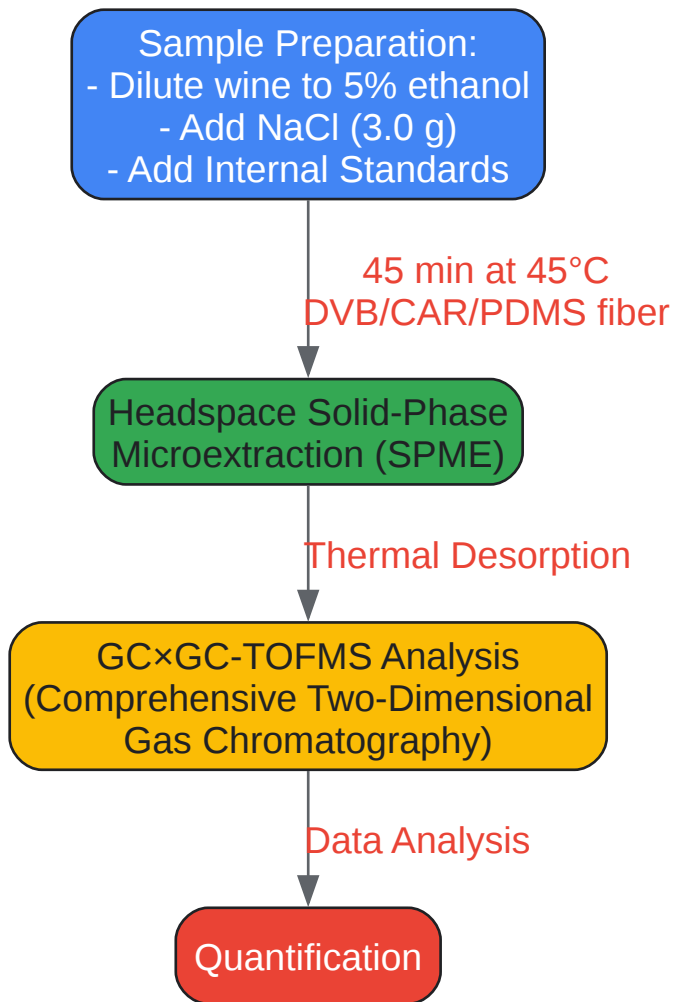 Sample Preparation:
- Dilute wine to 5% ethanol
- Add NaCl (3.0 g)
- Add Internal Standards
45 min at 45°C
DVB/CAR/PDMS fiber
Headspace Solid-Phase
Microextraction (SPME)
Thermal Desorption
GC×GC-TOFMS Analysis
(Comprehensive Two-Dimensional
Gas Chromatography)
Data Analysis
Quantification